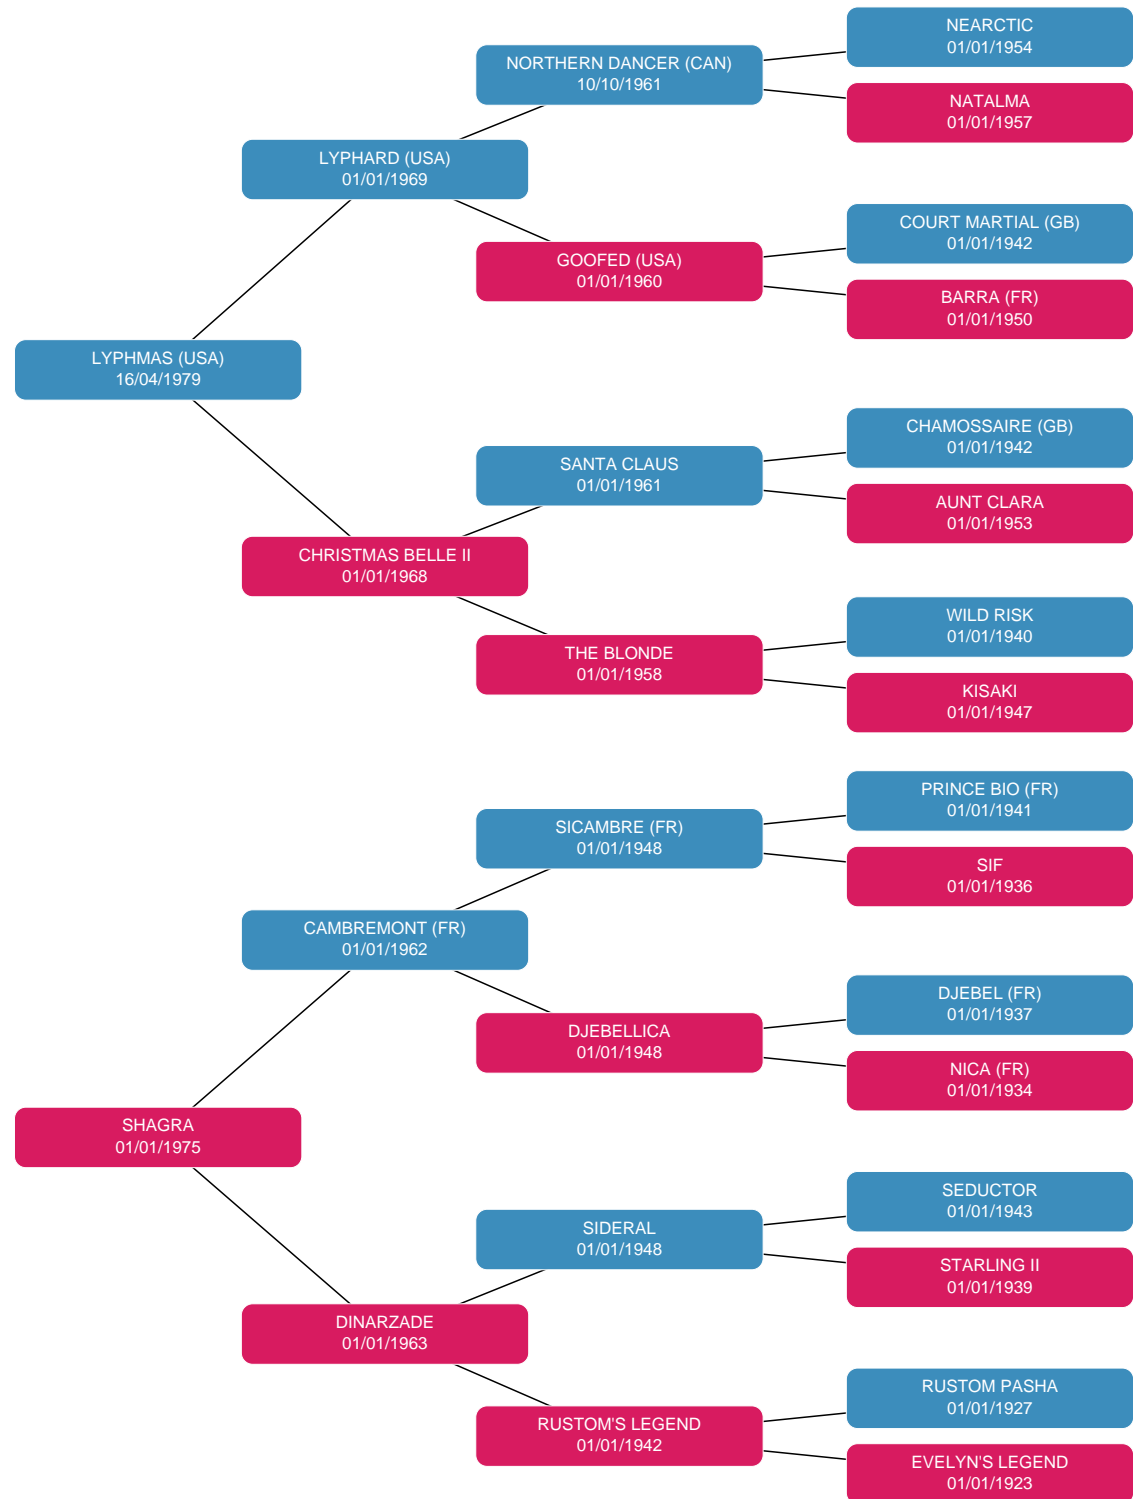 NEARCTIC
01/01/1954
NORTHERN DANCER (CAN)
10/10/1961
NATALMA
01/01/1957
LYPHARD (USA)
01/01/1969
COURT MARTIAL (GB)
01/01/1942
GOOFED (USA)
01/01/1960
BARRA (FR)
01/01/1950
LYPHMAS (USA)
16/04/1979
CHAMOSSAIRE (GB)
01/01/1942
SANTA CLAUS
01/01/1961
AUNT CLARA
01/01/1953
CHRISTMAS BELLE II
01/01/1968
WILD RISK
01/01/1940
THE BLONDE
01/01/1958
KISAKI
01/01/1947
PRINCE BIO (FR)
01/01/1941
SICAMBRE (FR)
01/01/1948
SIF
01/01/1936
CAMBREMONT (FR)
01/01/1962
DJEBEL (FR)
01/01/1937
DJEBELLICA
01/01/1948
NICA (FR)
01/01/1934
SHAGRA
01/01/1975
SEDUCTOR
01/01/1943
SIDERAL
01/01/1948
STARLING II
01/01/1939
DINARZADE
01/01/1963
RUSTOM PASHA
01/01/1927
RUSTOM'S LEGEND
01/01/1942
EVELYN'S LEGEND
01/01/1923